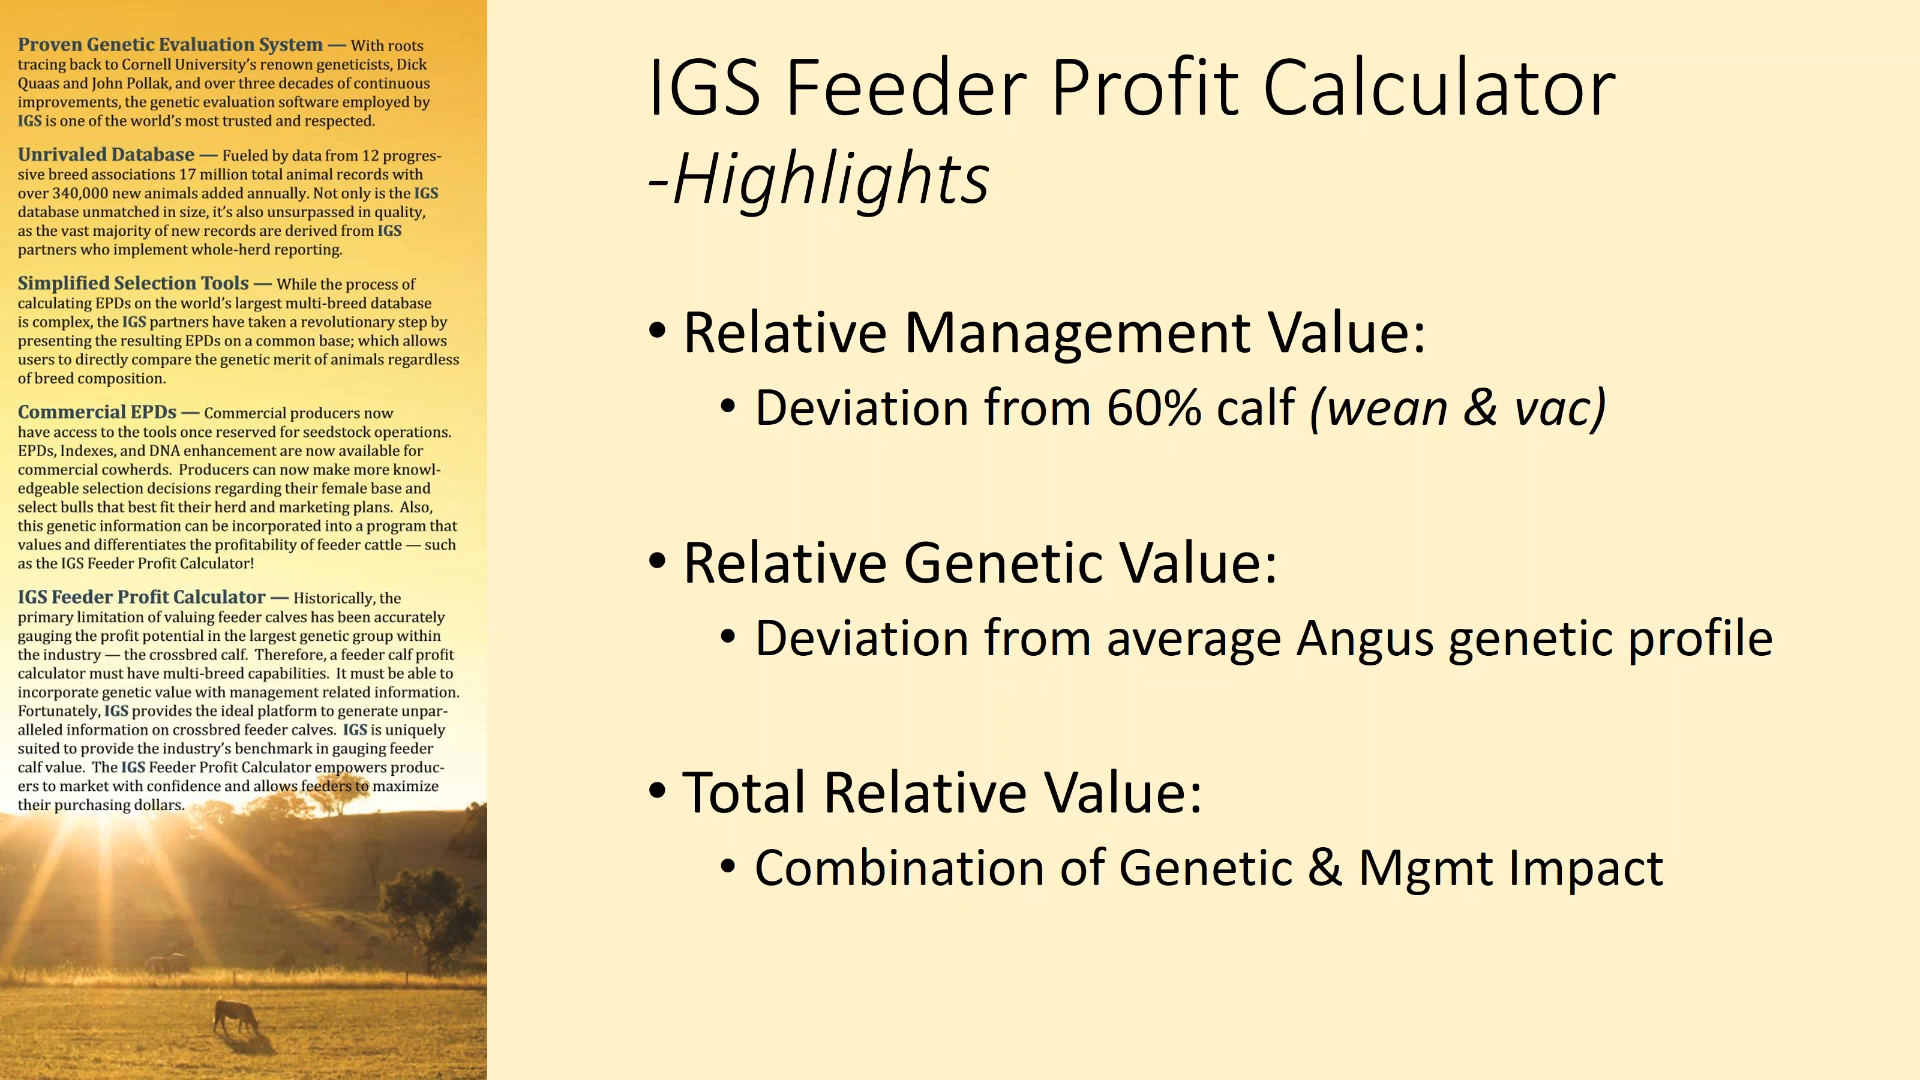 Proven Genetic Evaluation System — With roots
tracing back to Cornell University's renown geneticists, Dick
Quaas and John Pollak, and over three decades of continuous
improvements, the genetic evaluation software employed by
IGS is one of the world's most trusted and respected.
Unrivaled Database — Fueled by data from 12 progres-
sive breed associations 17 million total animal records with
over 340,000 new animals added annually. Not only is the IGS
database unmatched in size, it's also unsurpassed in quality,
as the vast majority of new records are derived from IGS
partners who implement whole-herd reporting.
Simplified Selection Tools — While the process of
calculating EPDs on the world's largest multi-breed database
is complex, the IGS partners have taken a revolutionary step by
presenting the resulting EPDs on a common base; which allows
users to directly compare the genetic merit of animals regardless
of breed composition.
Commercial EPDs — Commercial producers now
have access to the tools once reserved for seedstock operations.
EPDs, Indexes, and DNA enhancement are now available for
commercial cowherds. Producers can now make more knowl-
edgeable selection decisions regarding their female base and
select bulls that best fit their herd and marketing plans. Also,
this genetic information can be incorporated into a program that
values and differentiates the profitability of feeder cattle — such
as the IGS Feeder Profit Calculator!
IGS Feeder Profit Calculator — Historically, the
primary limitation of valuing feeder calves has been accurately
gauging the profit potential in the largest genetic group within
the industry — the crossbred calf. Therefore, a feeder calf profit
calculator must have multi-breed capabilities. It must be able to
incorporate genetic value with management related information.
Fortunately, IGS provides the ideal platform to generate unpar-
alleled information on crossbred feeder calves. IGS is uniquely
suited to provide the industry's benchmark in gauging feeder
calf value. The IGS Feeder Profit Calculator empowers produc-
ers to market with confidence and allows feeders to maximize
their purchasing dollars.
IGS Feeder Profit Calculator
-Highlights
• Relative Management Value:
• Deviation from 60% calf (wean & vac)
• Relative Genetic Value:
• Deviation from average Angus genetic profile
• Total Relative Value:
• Combination of Genetic & Mgmt Impact